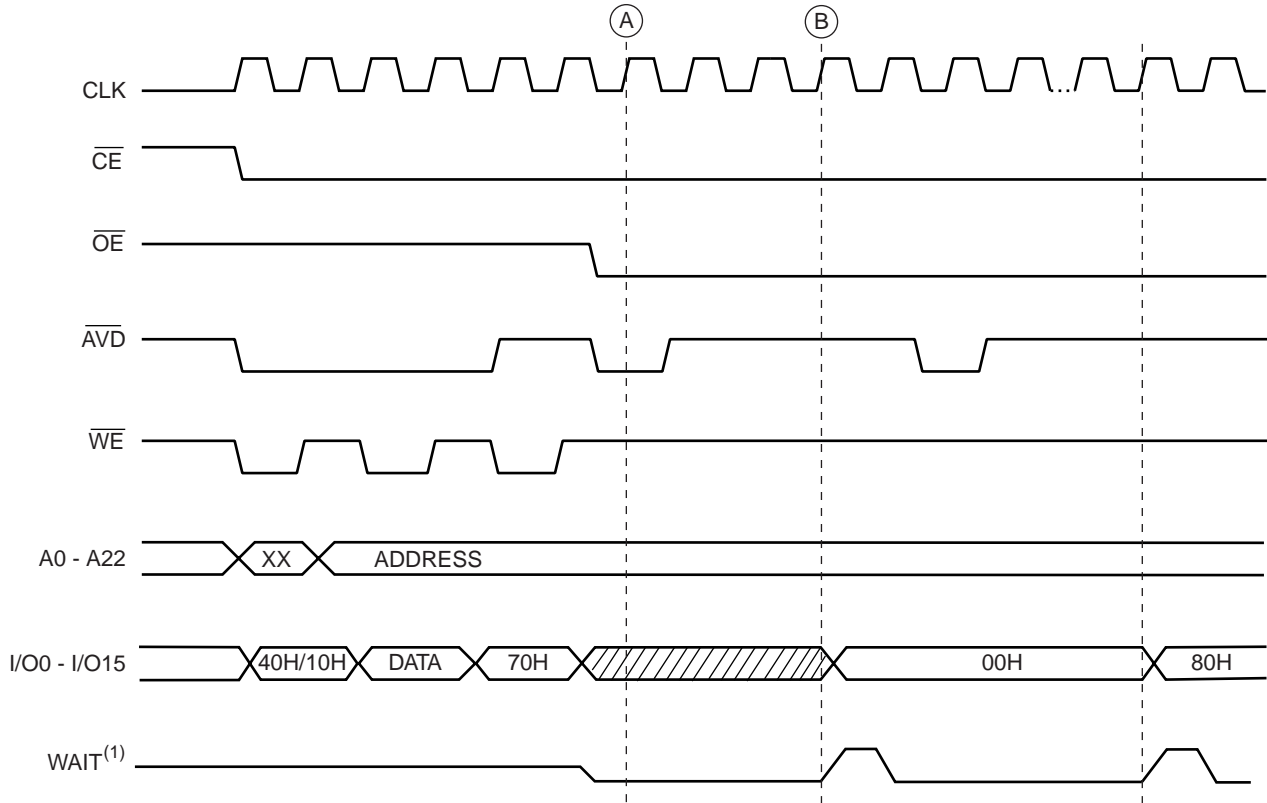 A
B
CLK
CE
OE
AVD
WE
A0 - A22
XX
ADDRESS
I/O0 - I/O15
40H/10H
DATA
70H
00H
80H
WAIT(1)